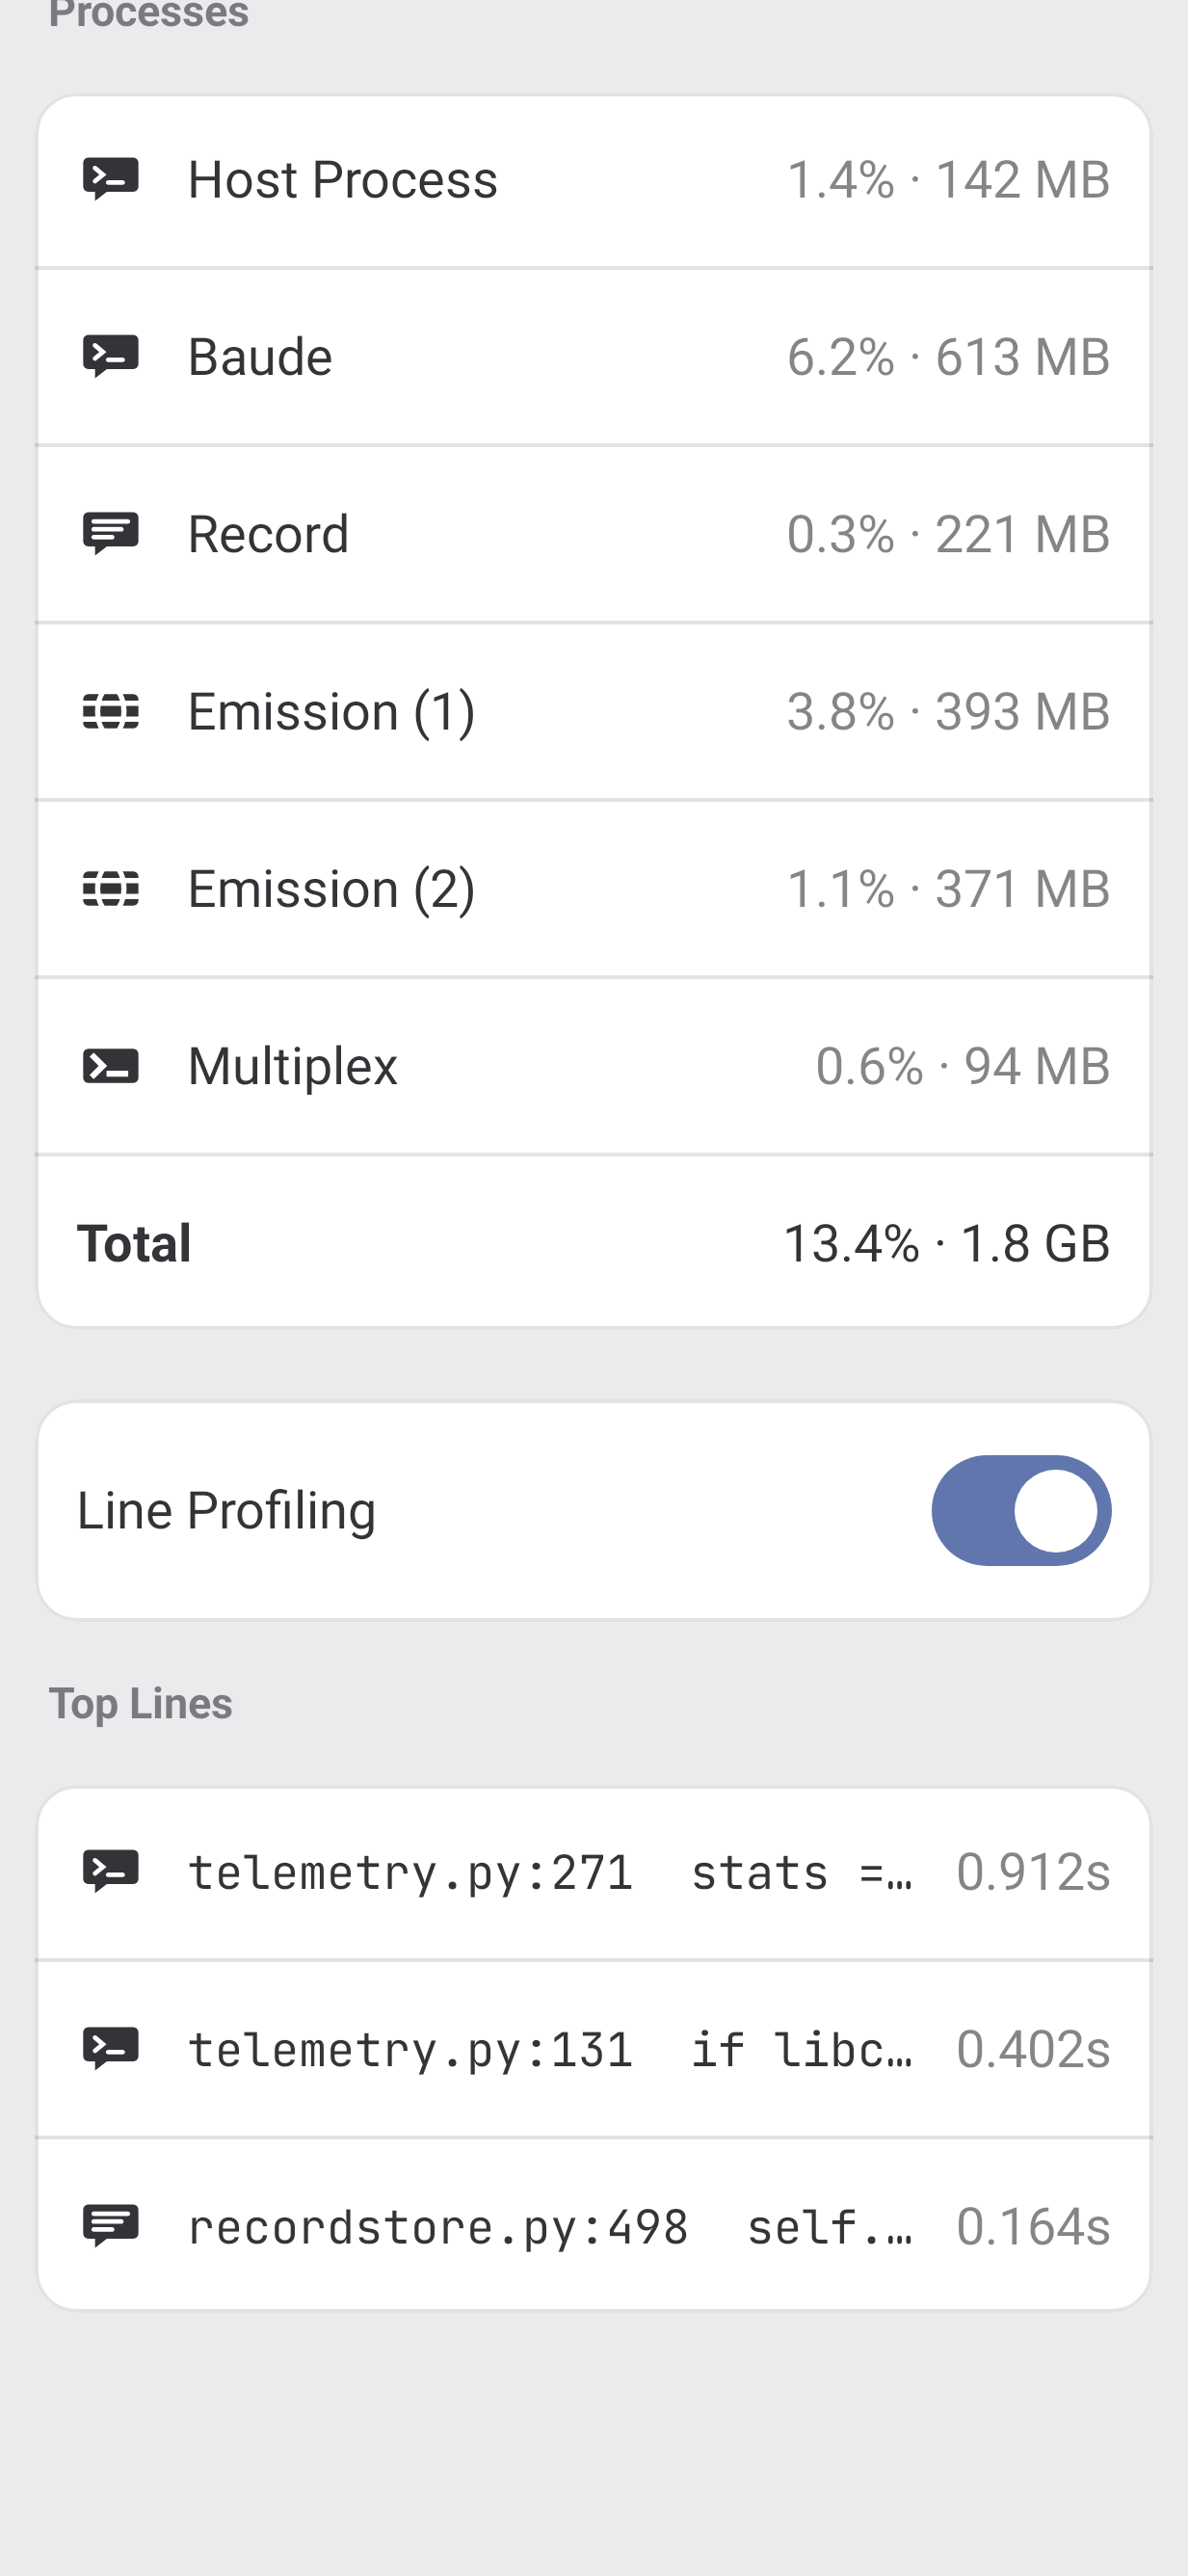 Processes
Host Process 1.4% · 142 MB
Baude 6.2% · 613 MB
Record 0.3% · 221 MB
Emission (1) 3.8% · 393 MB
Emission (2) 1.1% · 371 MB
Multiplex 0.6% · 94 MB
Total 13.4% · 1.8 GB
Line Profiling
Top Lines
telemetry.py:271 stats =… 0.912s
telemetry.py:131 if libc… 0.402s
recordstore.py:498 self.… 0.164s